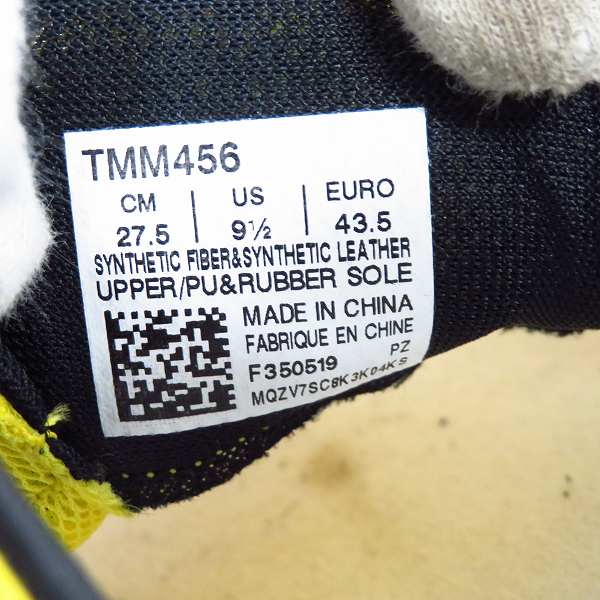 TMM456
CM | US | EURO
27.5 | 9½ | 43.5
SYNTHETIC FIBER&SYNTHETIC LEATHER
UPPER/PU&RUBBER SOLE
MADE IN CHINA
FABRIQUE EN CHINE
F350519 PZ
MQZV7SC8K3K04KS